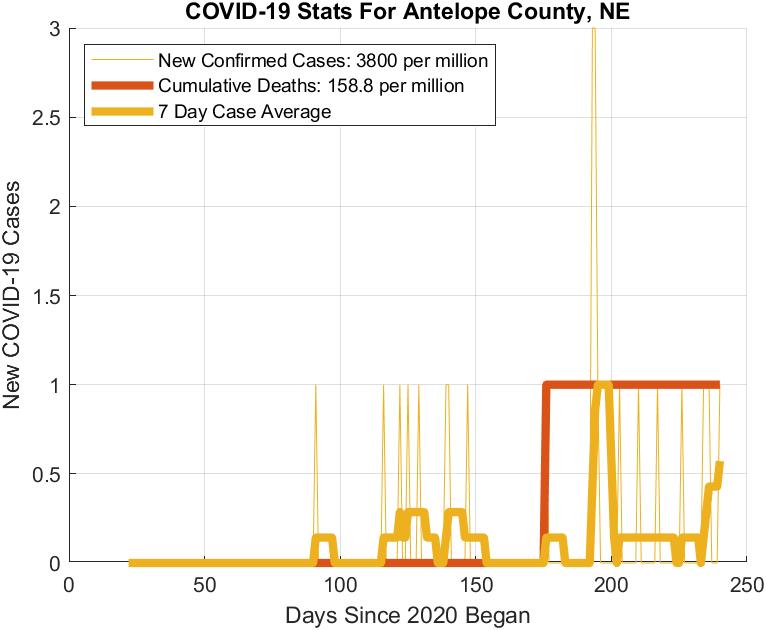 COVID-19 Stats For Antelope County, NE
New Confirmed Cases: 3800 per million
Cumulative Deaths: 158.8 per million
7 Day Case Average
New COVID-19 Cases
3
2.5
2
1.5
1
0.5
0
0 50 100 150 200 250
Days Since 2020 Began